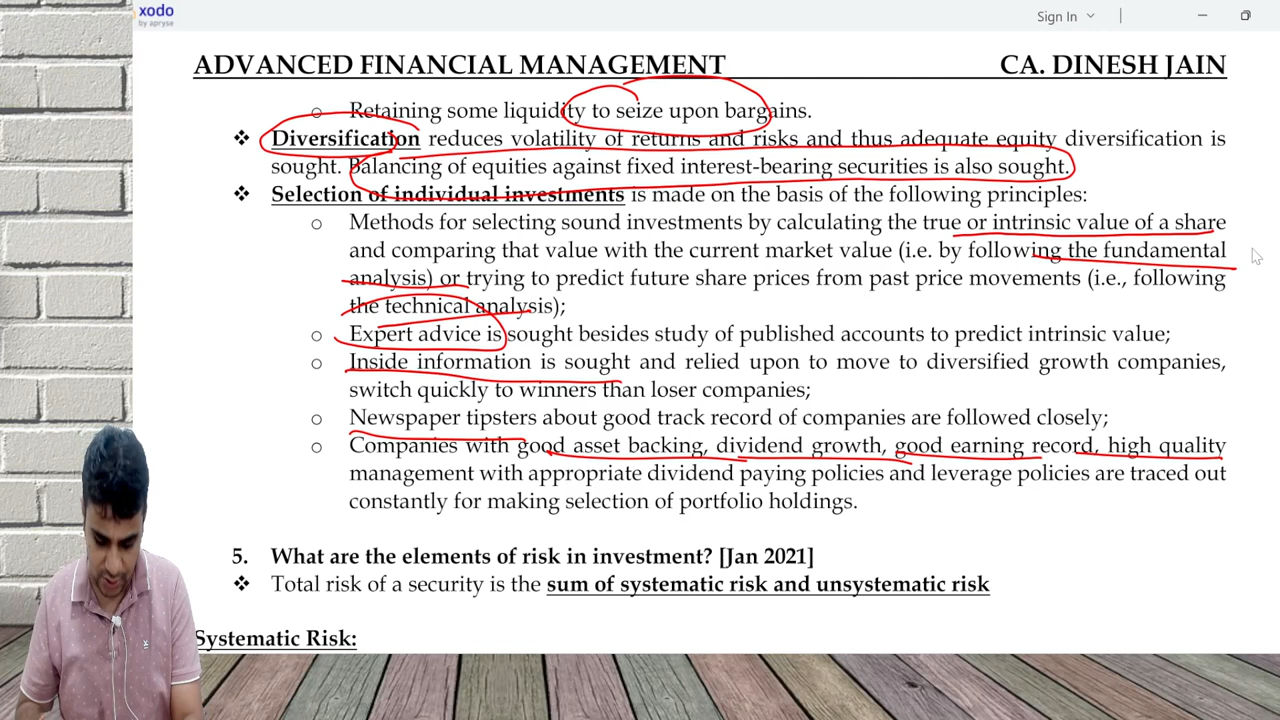 xodo
by apryse
Sign In
ADVANCED FINANCIAL MANAGEMENT CA. DINESH JAIN
o Retaining some liquidity to seize upon bargains.
❖ Diversification reduces volatility of returns and risks and thus adequate equity diversification is
sought. Balancing of equities against fixed interest-bearing securities is also sought.
❖ Selection of individual investments is made on the basis of the following principles:
o Methods for selecting sound investments by calculating the true or intrinsic value of a share
and comparing that value with the current market value (i.e. by following the fundamental
analysis) or trying to predict future share prices from past price movements (i.e., following
the technical analysis);
o Expert advice is sought besides study of published accounts to predict intrinsic value;
o Inside information is sought and relied upon to move to diversified growth companies,
switch quickly to winners than loser companies;
o Newspaper tipsters about good track record of companies are followed closely;
o Companies with good asset backing, dividend growth, good earning record, high quality
management with appropriate dividend paying policies and leverage policies are traced out
constantly for making selection of portfolio holdings.
5. What are the elements of risk in investment? [Jan 2021]
❖ Total risk of a security is the sum of systematic risk and unsystematic risk
Systematic Risk: